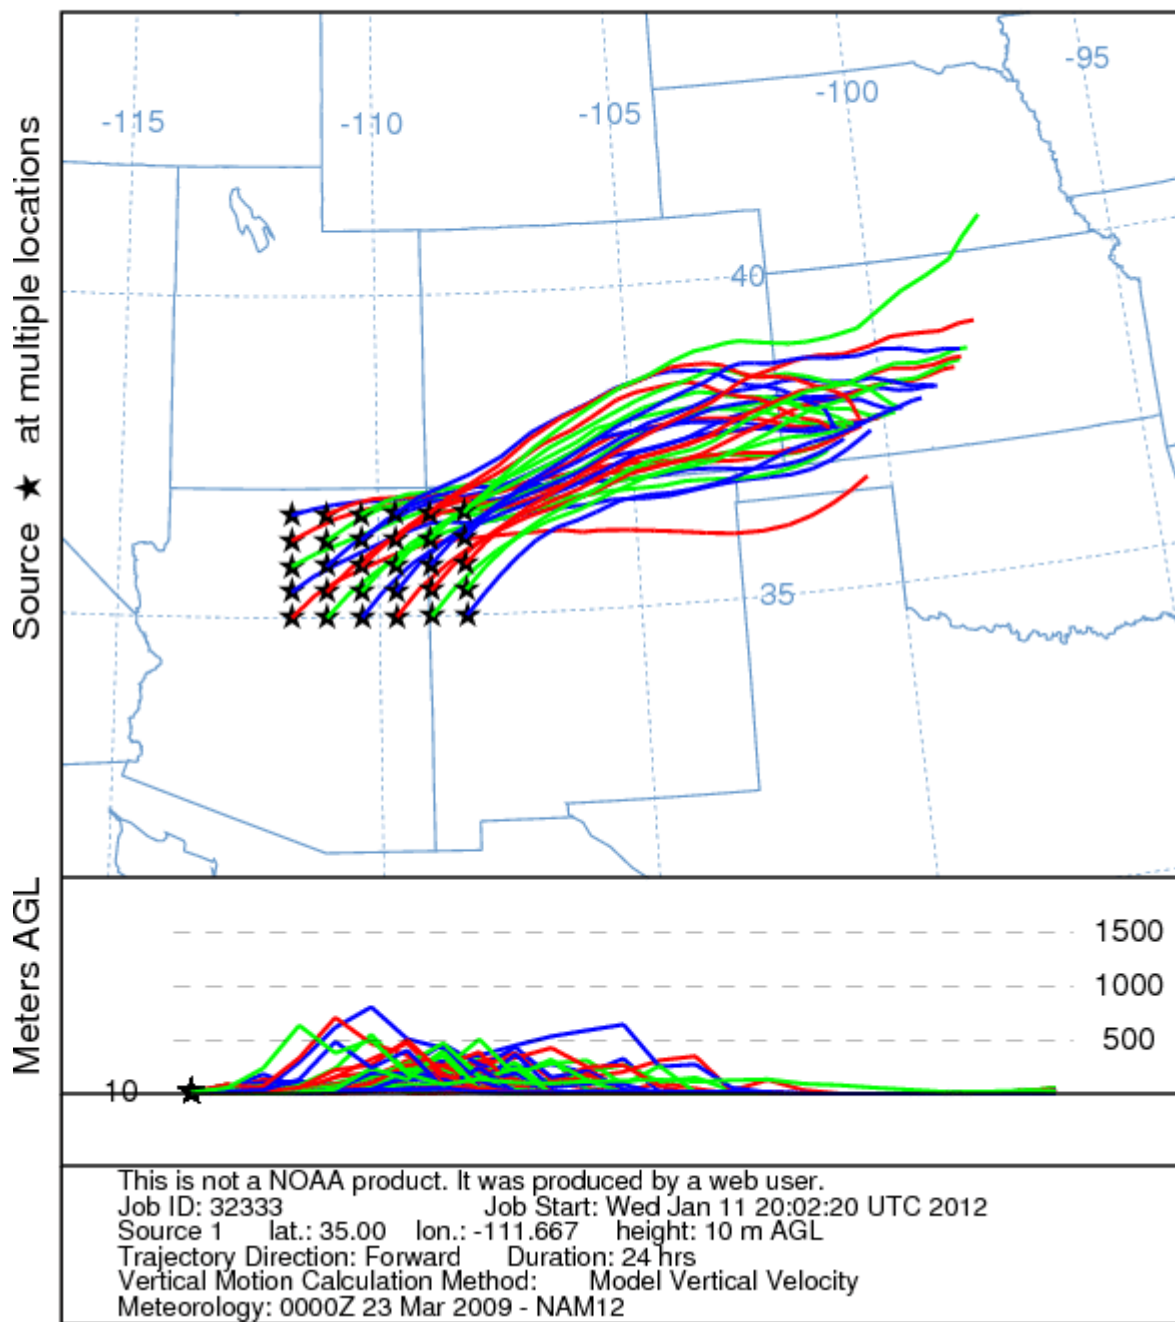 -115
-110
-105
-100
-95
40
35
Source ★ at multiple locations
Meters AGL
1500
1000
500
10
This is not a NOAA product. It was produced by a web user.
Job ID: 32333 Job Start: Wed Jan 11 20:02:20 UTC 2012
Source 1 lat.: 35.00 lon.: -111.667 height: 10 m AGL
Trajectory Direction: Forward Duration: 24 hrs
Vertical Motion Calculation Method: Model Vertical Velocity
Meteorology: 0000Z 23 Mar 2009 - NAM12